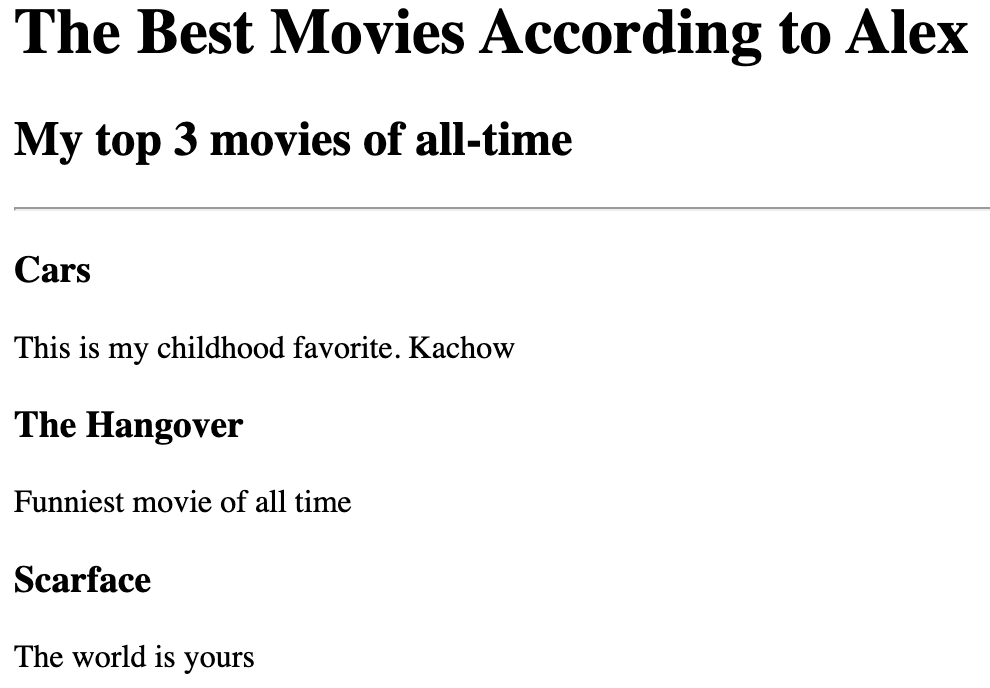 The Best Movies According to Alex
My top 3 movies of all-time
Cars
This is my childhood favorite. Kachow
The Hangover
Funniest movie of all time
Scarface
The world is yours